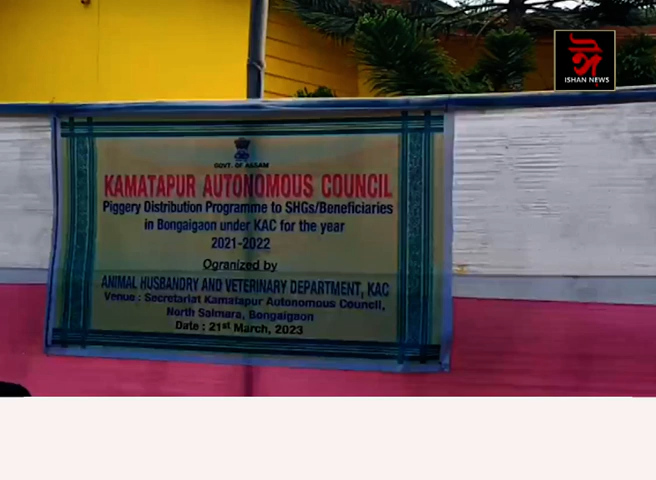 ঈ
ISHAN NEWS
GOVT. OF ASSAM
KAMATAPUR AUTONOMOUS COUNCIL
Piggery Distribution Programme to SHGs/Beneficiaries
in Bongaigaon under KAC for the year
2021-2022
Ogranized by
ANIMAL HUSBANDRY AND VETERINARY DEPARTMENT, KAC
Venue : Secretariat Kamatapur Autonomous Council,
North Salmara, Bongaigaon
Date : 21st March, 2023